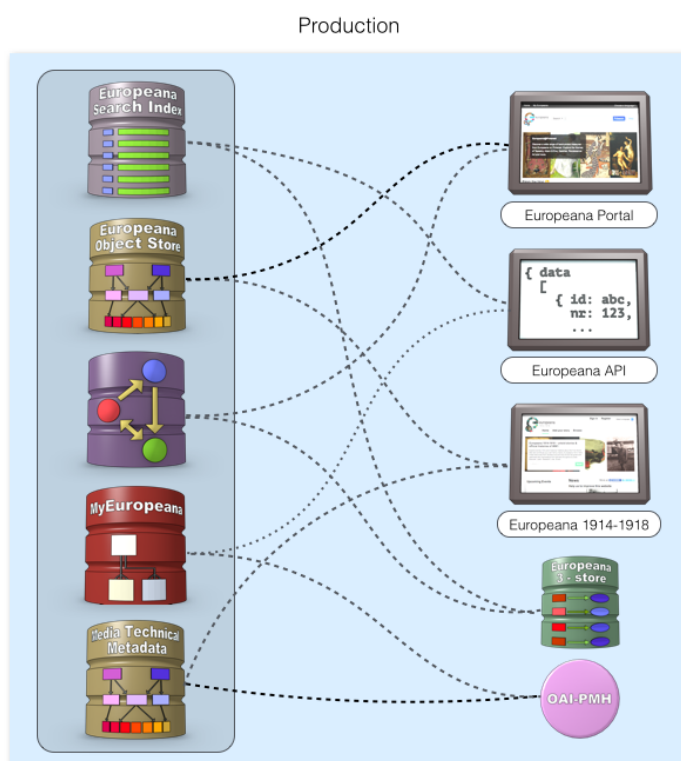 Production
Europeana
Search Index
Europeana
Object Store
MyEuropeana
Media Technical
Metadata
Europeana Portal
{ data
[
{ id: abc,
nr: 123,
...
Europeana API
Europeana 1914-1918
Europeana
3 - store
OAI-PMH